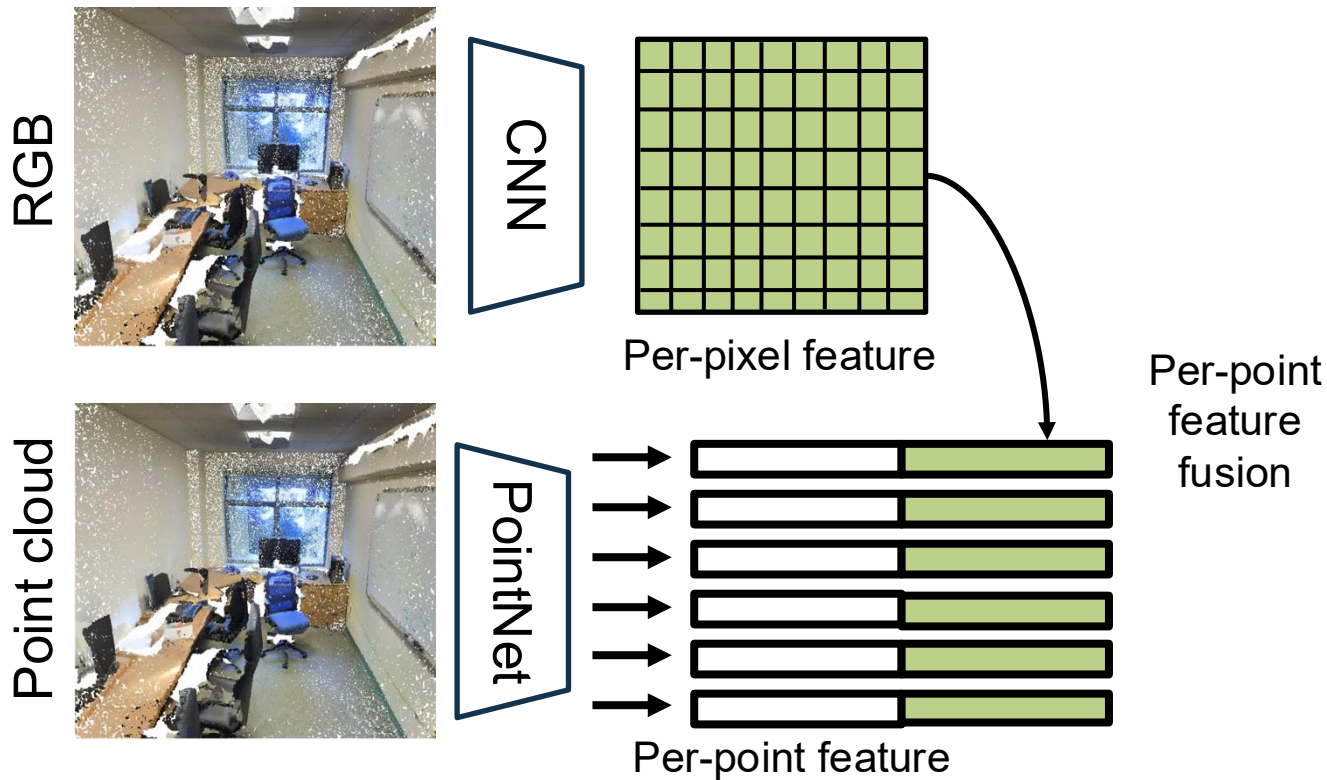 RGB
CNN
Per-pixel feature
Point cloud
PointNet
Per-point feature
Per-point
feature
fusion